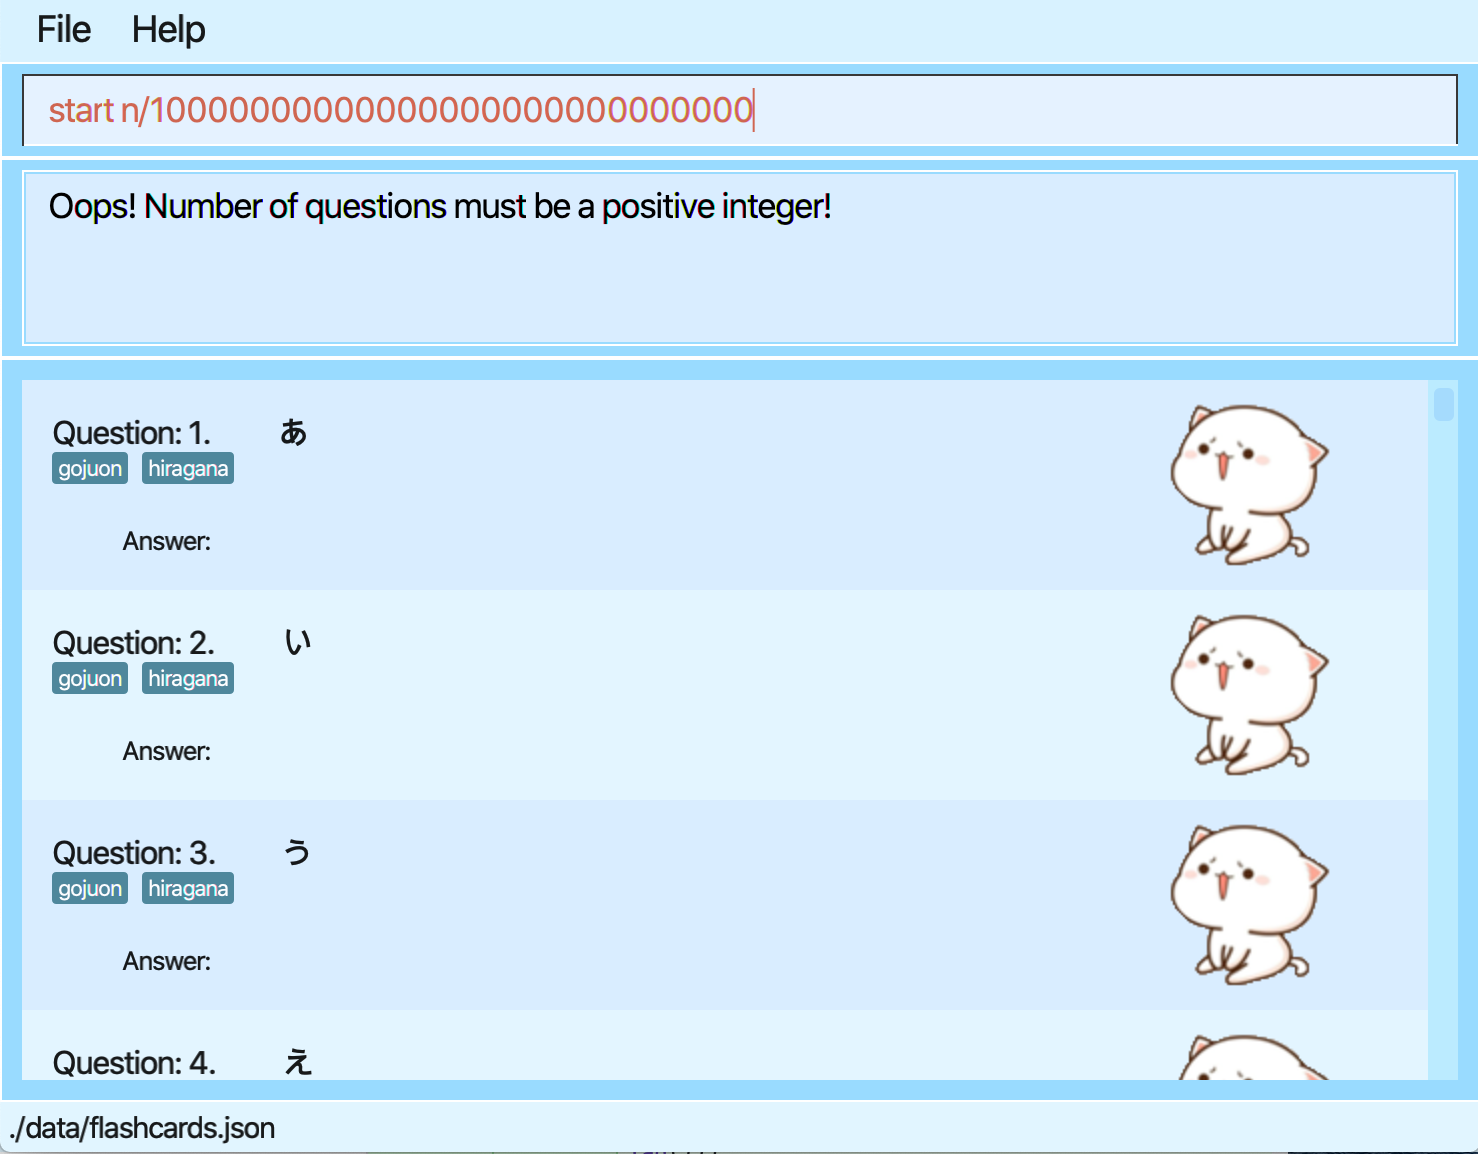 File Help
start n/10000000000000000000000000000
Oops! Number of questions must be a positive integer!
Question: 1. あ
gojuon hiragana
Answer:
Question: 2. い
gojuon hiragana
Answer:
Question: 3. う
gojuon hiragana
Answer:
Question: 4. え
./data/flashcards.json